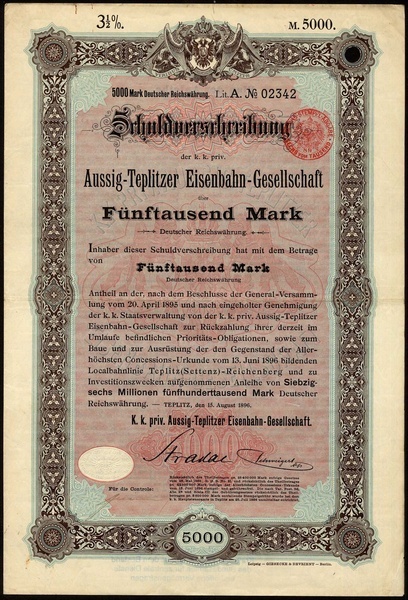 3½%.
M. 5000.
5000 Mark Deutscher Reichswährung. Lit. A. No 02342
Schuldverschreibung
der k. k. priv.
Aussig-Teplitzer Eisenbahn-Gesellschaft
über
Fünftausend Mark
Deutscher Reichswährung.
Inhaber dieser Schuldverschreibung hat mit dem Betrage
von
Fünftausend Mark
Deutscher Reichswährung
Antheil an der, nach dem Beschlusse der General-Versamm-
lung vom 20. April 1895 und nach eingeholter Genehmigung
der k. k. Staatsverwaltung von der k. k. priv. Aussig-Teplitzer
Eisenbahn-Gesellschaft zur Rückzahlung ihrer derzeit im
Umlaufe befindlichen Prioritäts-Obligationen, sowie zum
Baue und zur Ausrüstung der den Gegenstand der Aller-
höchsten Concessions-Urkunde vom 13. Juni 1896 bildenden
Localbahnlinie Teplitz(Settenz)-Reichenberg und zu
Investitionszwecken aufgenommenen Anleihe von Siebzig-
sechs Millionen fünfhunderttausend Mark Deutscher
Reichswährung. — TEPLITZ, den 15. August 1896.
K. k. priv. Aussig-Teplitzer Eisenbahn-Gesellschaft.
Für die Controle:
5000
Leipzig — GIESECKE & DEVRIENT — Berlin.